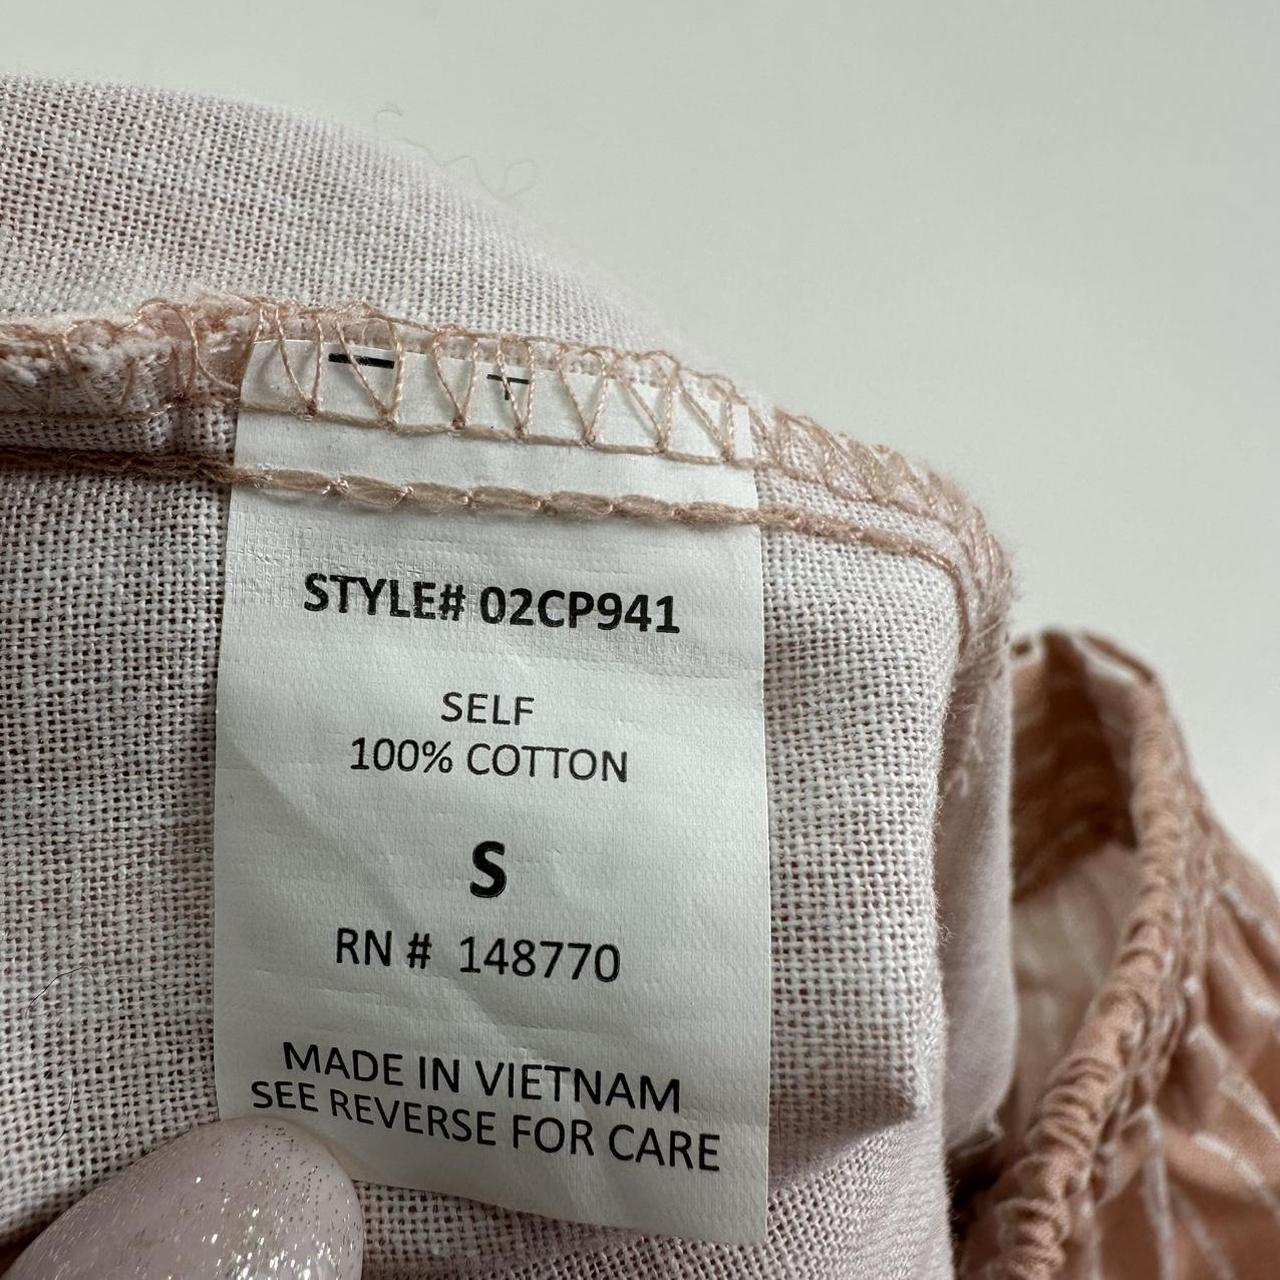 STYLE# 02CP941
SELF
100% COTTON
S
RN # 148770
MADE IN VIETNAM
SEE REVERSE FOR CARE